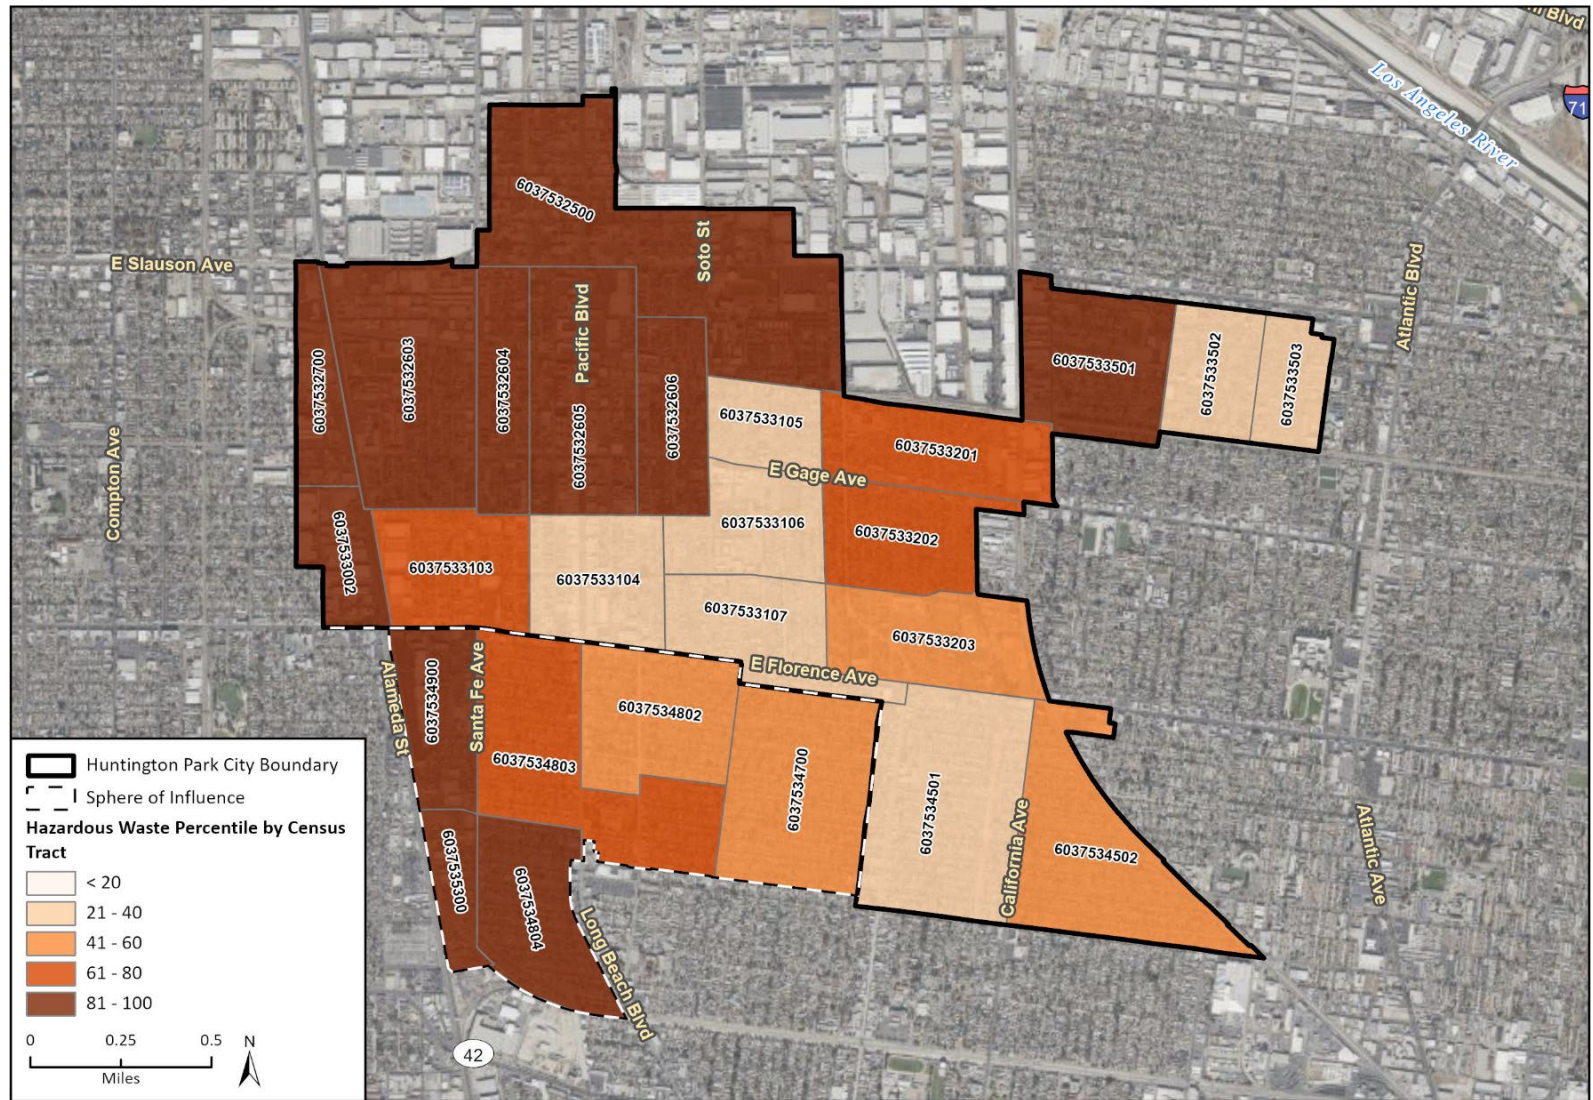 Blvd
Los Angeles River
71
6037532500
Soto St
E Slauson Ave
Atlantic Blvd
Pacific Blvd
6037532700
6037532603
6037532604
6037532605
6037532606
6037533501
6037533502
6037533503
6037533105
6037533201
E Gage Ave
Compton Ave
6037533106
6037533202
6037533002
6037533103
6037533104
6037533107
6037533203
E Florence Ave
Alameda St
6037534900
Santa Fe Ave
6037534802
6037534803
6037534700
6037534501
California Ave
6037534502
Atlantic Ave
6037535300
6037534804
Long Beach Blvd
42
Huntington Park City Boundary
Sphere of Influence
Hazardous Waste Percentile by Census
Tract
< 20
21 - 40
41 - 60
61 - 80
81 - 100
0 0.25 0.5
Miles
N